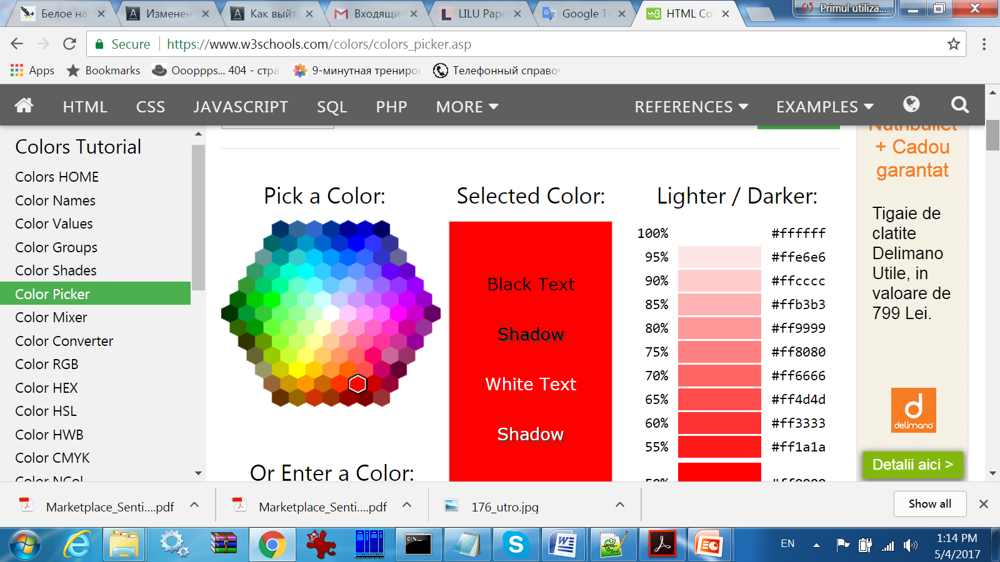 Белое на
Изменен
Как выйт
Входящи
LILU Pape
Google T
HTML Co
Primul utiliza...
Secure
https://www.w3schools.com/colors/colors_picker.asp
Apps
Bookmarks
Оооppps... 404 - стра
9-минутная трениров
Телефонный справоч
HTML
CSS
JAVASCRIPT
SQL
PHP
MORE
REFERENCES
EXAMPLES
Colors Tutorial
Colors HOME
Color Names
Color Values
Color Groups
Color Shades
Color Picker
Color Mixer
Color Converter
Color RGB
Color HEX
Color HSL
Color HWB
Color CMYK
Color NCol
Pick a Color:
Or Enter a Color:
Selected Color:
Black Text
Shadow
White Text
Shadow
Lighter / Darker:
100% #ffffff
95% #ffe6e6
90% #ffcccc
85% #ffb3b3
80% #ff9999
75% #ff8080
70% #ff6666
65% #ff4d4d
60% #ff3333
55% #ff1a1a
50% #ff0000
Nutribullet
+ Cadou
garantat
Tigaie de
clatite
Delimano
Utile, in
valoare de
799 Lei.
d
delimano
Detalii aici >
Marketplace_Senti....pdf
Marketplace_Senti....pdf
176_utro.jpg
Show all
C:\_
EN
1:14 PM
5/4/2017